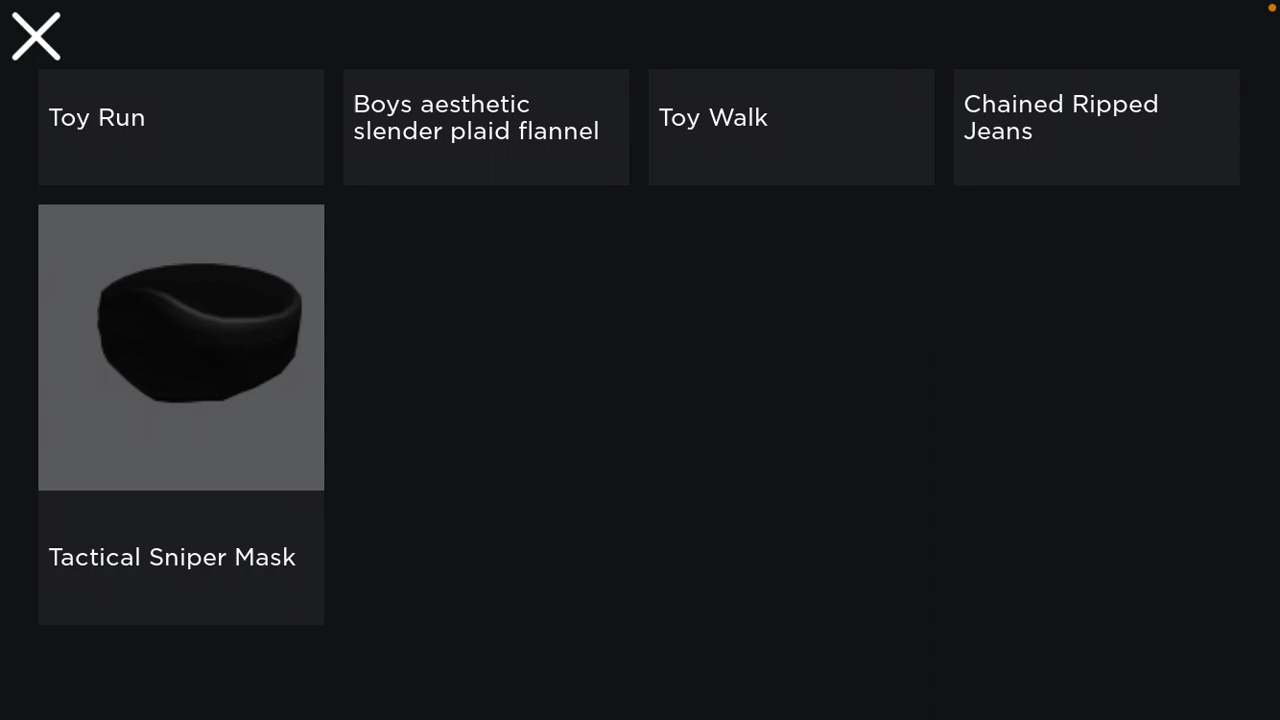 Toy Run
Boys aesthetic
slender plaid flannel
Toy Walk
Chained Ripped
Jeans
Tactical Sniper Mask